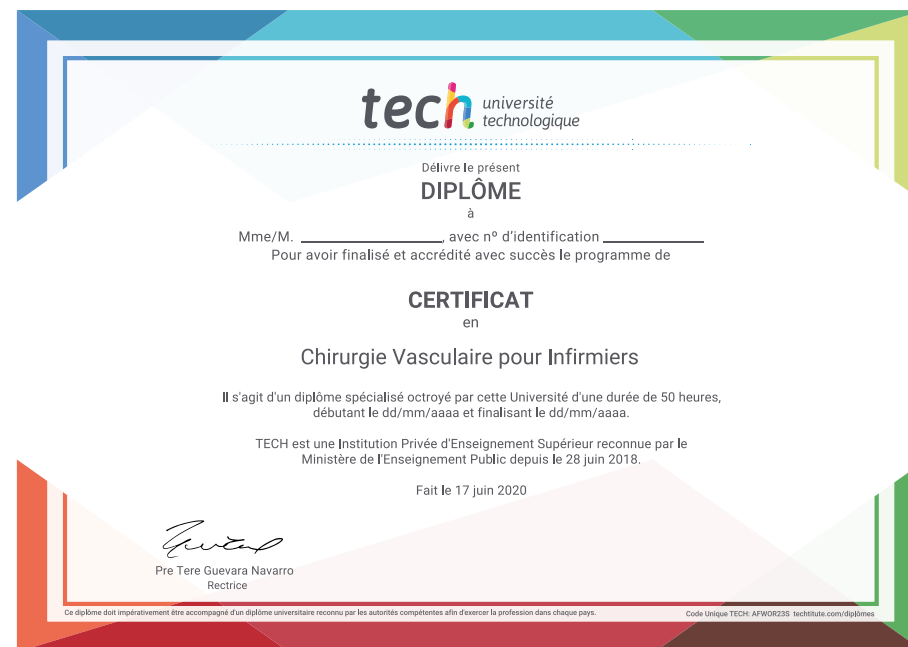 tech université
technologique
Délivre le présent
DIPLÔME
à
Mme/M. ____________________, avec nº d'identification ______________
Pour avoir finalisé et accrédité avec succès le programme de
CERTIFICAT
en
Chirurgie Vasculaire pour Infirmiers
Il s'agit d'un diplôme spécialisé octroyé par cette Université d'une durée de 50 heures,
débutant le dd/mm/aaaa et finalisant le dd/mm/aaaa.
TECH est une Institution Privée d'Enseignement Supérieur reconnue par le
Ministère de l'Enseignement Public depuis le 28 juin 2018.
Fait le 17 juin 2020
Pre Tere Guevara Navarro
Rectrice
Ce diplôme doit impérativement être accompagné d'un diplôme universitaire reconnu par les autorités compétentes afin d'exercer la profession dans chaque pays.
Code Unique TECH: AFWOR23S techtitute.com/diplômes